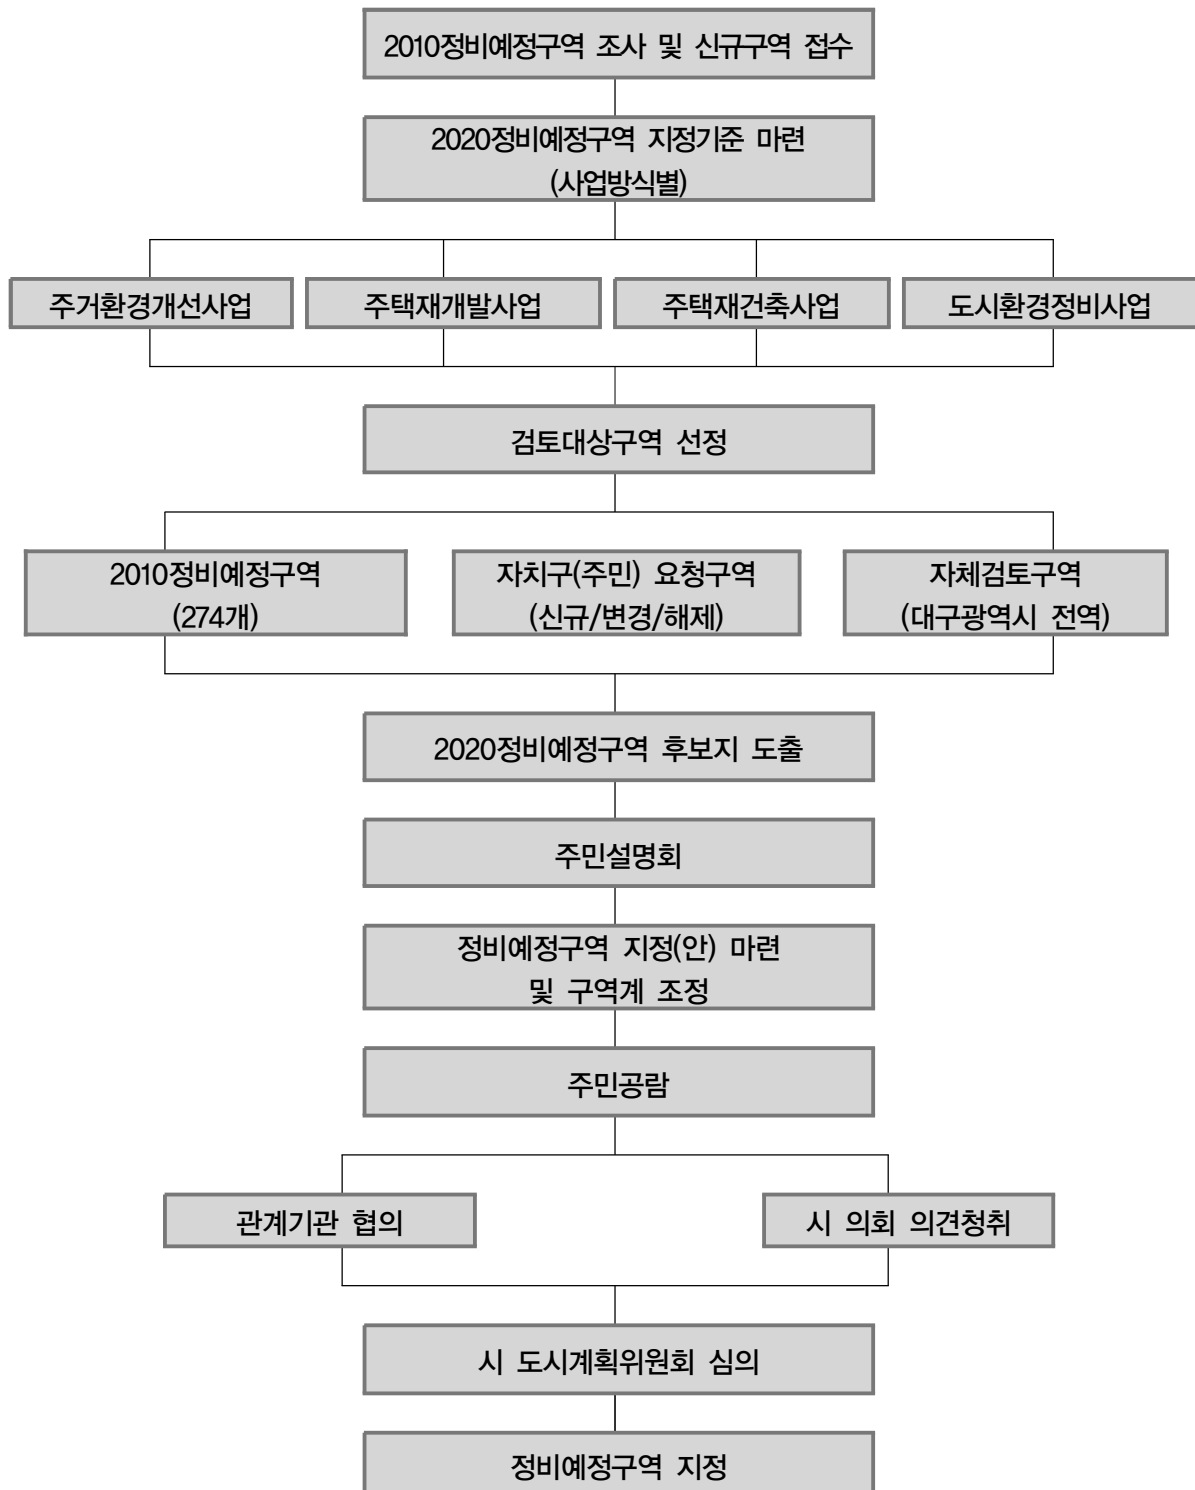 2010정비예정구역 조사 및 신규구역 접수
2020정비예정구역 지정기준 마련
(사업방식별)
주거환경개선사업
주택재개발사업
주택재건축사업
도시환경정비사업
검토대상구역 선정
2010정비예정구역
(274개)
자치구(주민) 요청구역
(신규/변경/해제)
자체검토구역
(대구광역시 전역)
2020정비예정구역 후보지 도출
주민설명회
정비예정구역 지정(안) 마련
및 구역계 조정
주민공람
관계기관 협의
시 의회 의견청취
시 도시계획위원회 심의
정비예정구역 지정